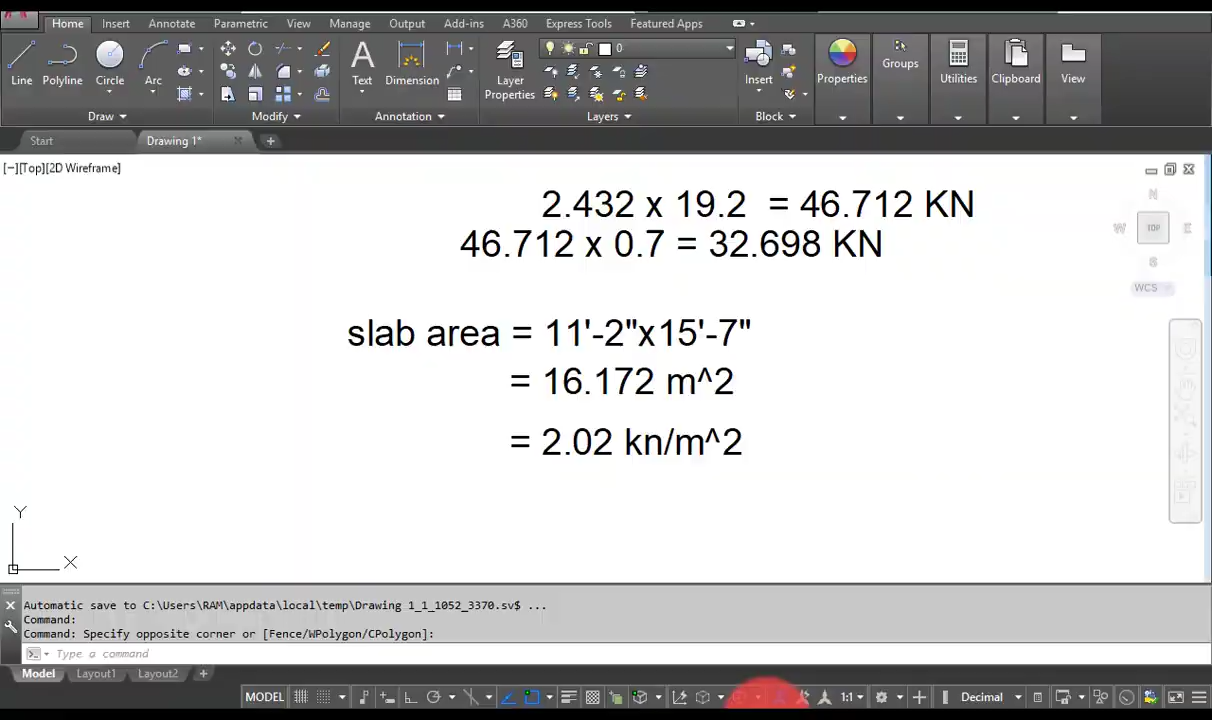 Home Insert Annotate Parametric View Manage Output Add-ins A360 Express Tools Featured Apps
0
Line Polyline Circle Arc Text Dimension Layer Properties Insert Properties Groups Utilities Clipboard View
Draw Modify Annotation Layers Block
Start Drawing 1*
[−][Top][2D Wireframe]
N
W TOP E
S
WCS
2.432 x 19.2 = 46.712 KN
46.712 x 0.7 = 32.698 KN
slab area = 11'-2"x15'-7"
= 16.172 m^2
= 2.02 kn/m^2
Y
X
Automatic save to C:\Users\RAM\appdata\local\temp\Drawing 1_1_1052_3370.sv$ ...
Command:
Command: Specify opposite corner or [Fence/WPolygon/CPolygon]:
Type a command
Model Layout1 Layout2
MODEL 1:1 Decimal